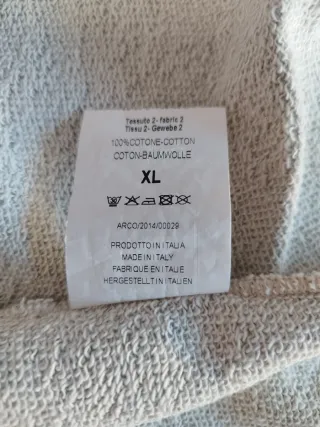 Tessuto 2- fabric 2
Tissu 2- Gewebe 2
100%COTONE-COTTON
COTON-BAUMWOLLE
XL
ARCO/2014/00029
PRODOTTO IN ITALIA
MADE IN ITALY
FABRIQUE EN ITALIE
HERGESTELLT IN ITALIEN